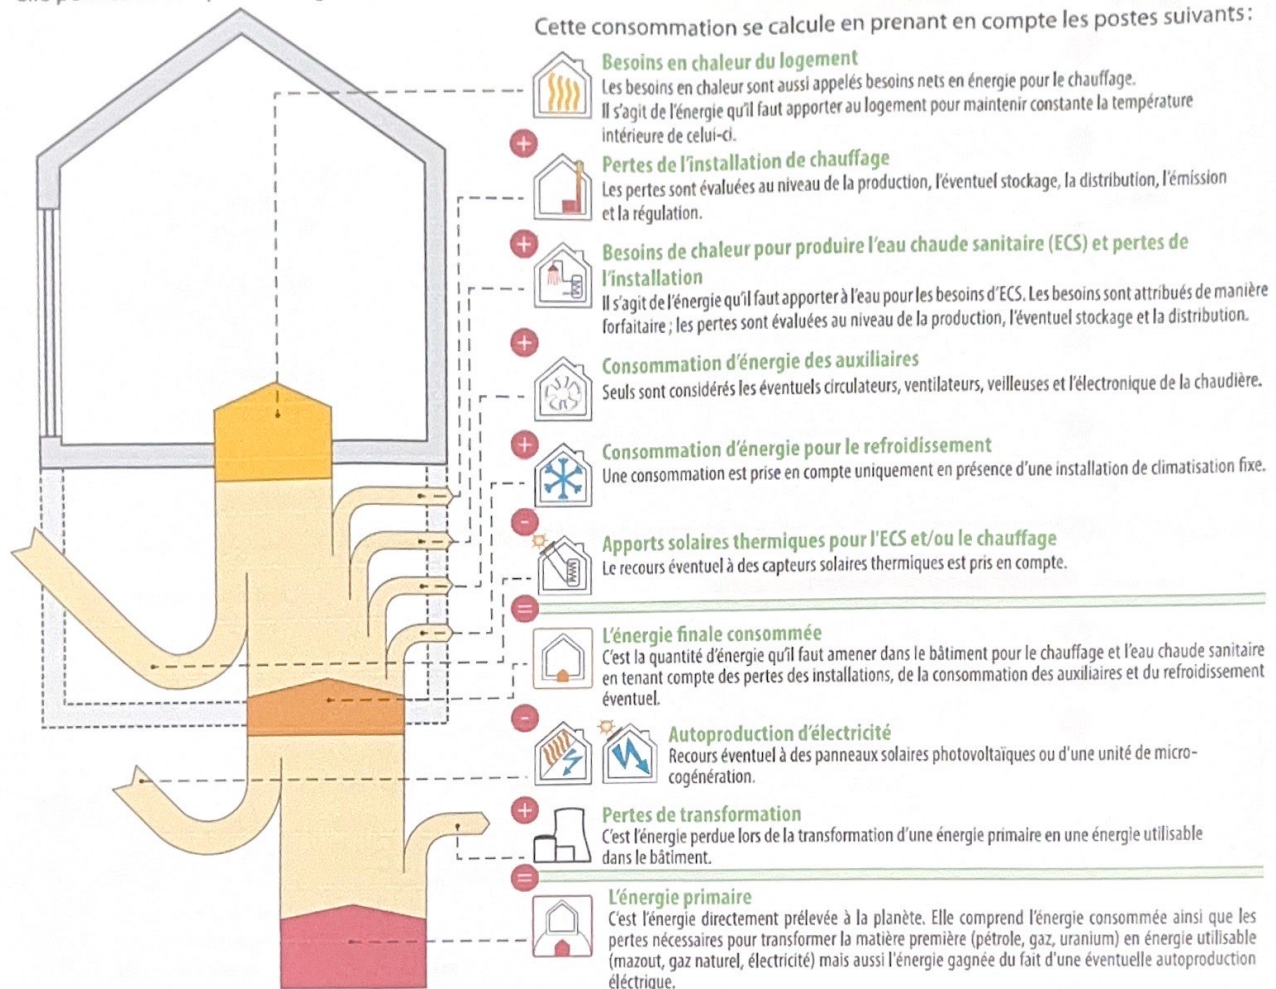 Cette consommation se calcule en prenant en compte les postes suivants :
Besoins en chaleur du logement
Les besoins en chaleur sont aussi appelés besoins nets en énergie pour le chauffage.
Il s'agit de l'énergie qu'il faut apporter au logement pour maintenir constante la température
intérieure de celui-ci.
+
Pertes de l'installation de chauffage
Les pertes sont évaluées au niveau de la production, l'éventuel stockage, la distribution, l'émission
et la régulation.
+
Besoins de chaleur pour produire l'eau chaude sanitaire (ECS) et pertes de
l'installation
Il s'agit de l'énergie qu'il faut apporter à l'eau pour les besoins d'ECS. Les besoins sont attribués de manière
forfaitaire ; les pertes sont évaluées au niveau de la production, l'éventuel stockage et la distribution.
+
Consommation d'énergie des auxiliaires
Seuls sont considérés les éventuels circulateurs, ventilateurs, veilleuses et l'électronique de la chaudière.
+
Consommation d'énergie pour le refroidissement
Une consommation est prise en compte uniquement en présence d'une installation de climatisation fixe.
-
Apports solaires thermiques pour l'ECS et/ou le chauffage
Le recours éventuel à des capteurs solaires thermiques est pris en compte.
=
L'énergie finale consommée
C'est la quantité d'énergie qu'il faut amener dans le bâtiment pour le chauffage et l'eau chaude sanitaire
en tenant compte des pertes des installations, de la consommation des auxiliaires et du refroidissement
éventuel.
-
Autoproduction d'électricité
Recours éventuel à des panneaux solaires photovoltaïques ou d'une unité de micro-
cogénération.
+
Pertes de transformation
C'est l'énergie perdue lors de la transformation d'une énergie primaire en une énergie utilisable
dans le bâtiment.
=
L'énergie primaire
C'est l'énergie directement prélevée à la planète. Elle comprend l'énergie consommée ainsi que les
pertes nécessaires pour transformer la matière première (pétrole, gaz, uranium) en énergie utilisable
(mazout, gaz naturel, électricité) mais aussi l'énergie gagnée du fait d'une éventuelle autoproduction
éléctrique.